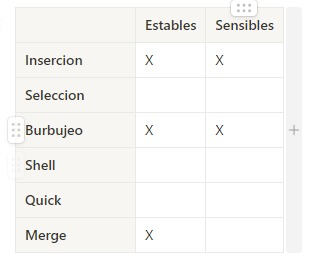 Estables Sensibles
Insercion X X
Seleccion
Burbujeo X X
Shell
Quick
Merge X